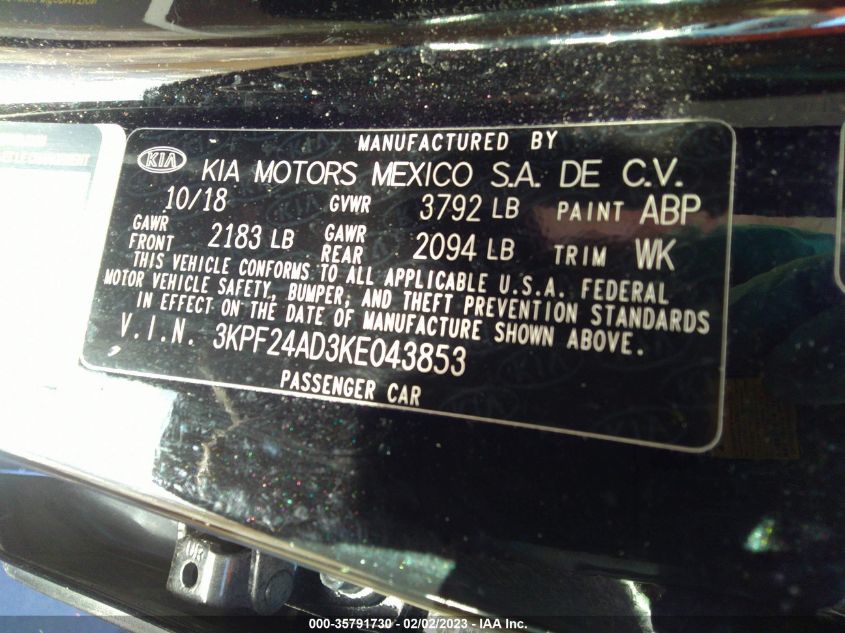 MANUFACTURED BY
KIA KIA MOTORS MEXICO S.A. DE C.V.
10/18 GVWR 3792 LB PAINT ABP
GAWR FRONT 2183 LB GAWR REAR 2094 LB TRIM WK
THIS VEHICLE CONFORMS TO ALL APPLICABLE U.S.A. FEDERAL
MOTOR VEHICLE SAFETY, BUMPER, AND THEFT PREVENTION STANDARDS
IN EFFECT ON THE DATE OF MANUFACTURE SHOWN ABOVE.
V.I.N. 3KPF24AD3KE043853
PASSENGER CAR
UR
000-35791730 - 02/02/2023 - IAA Inc.